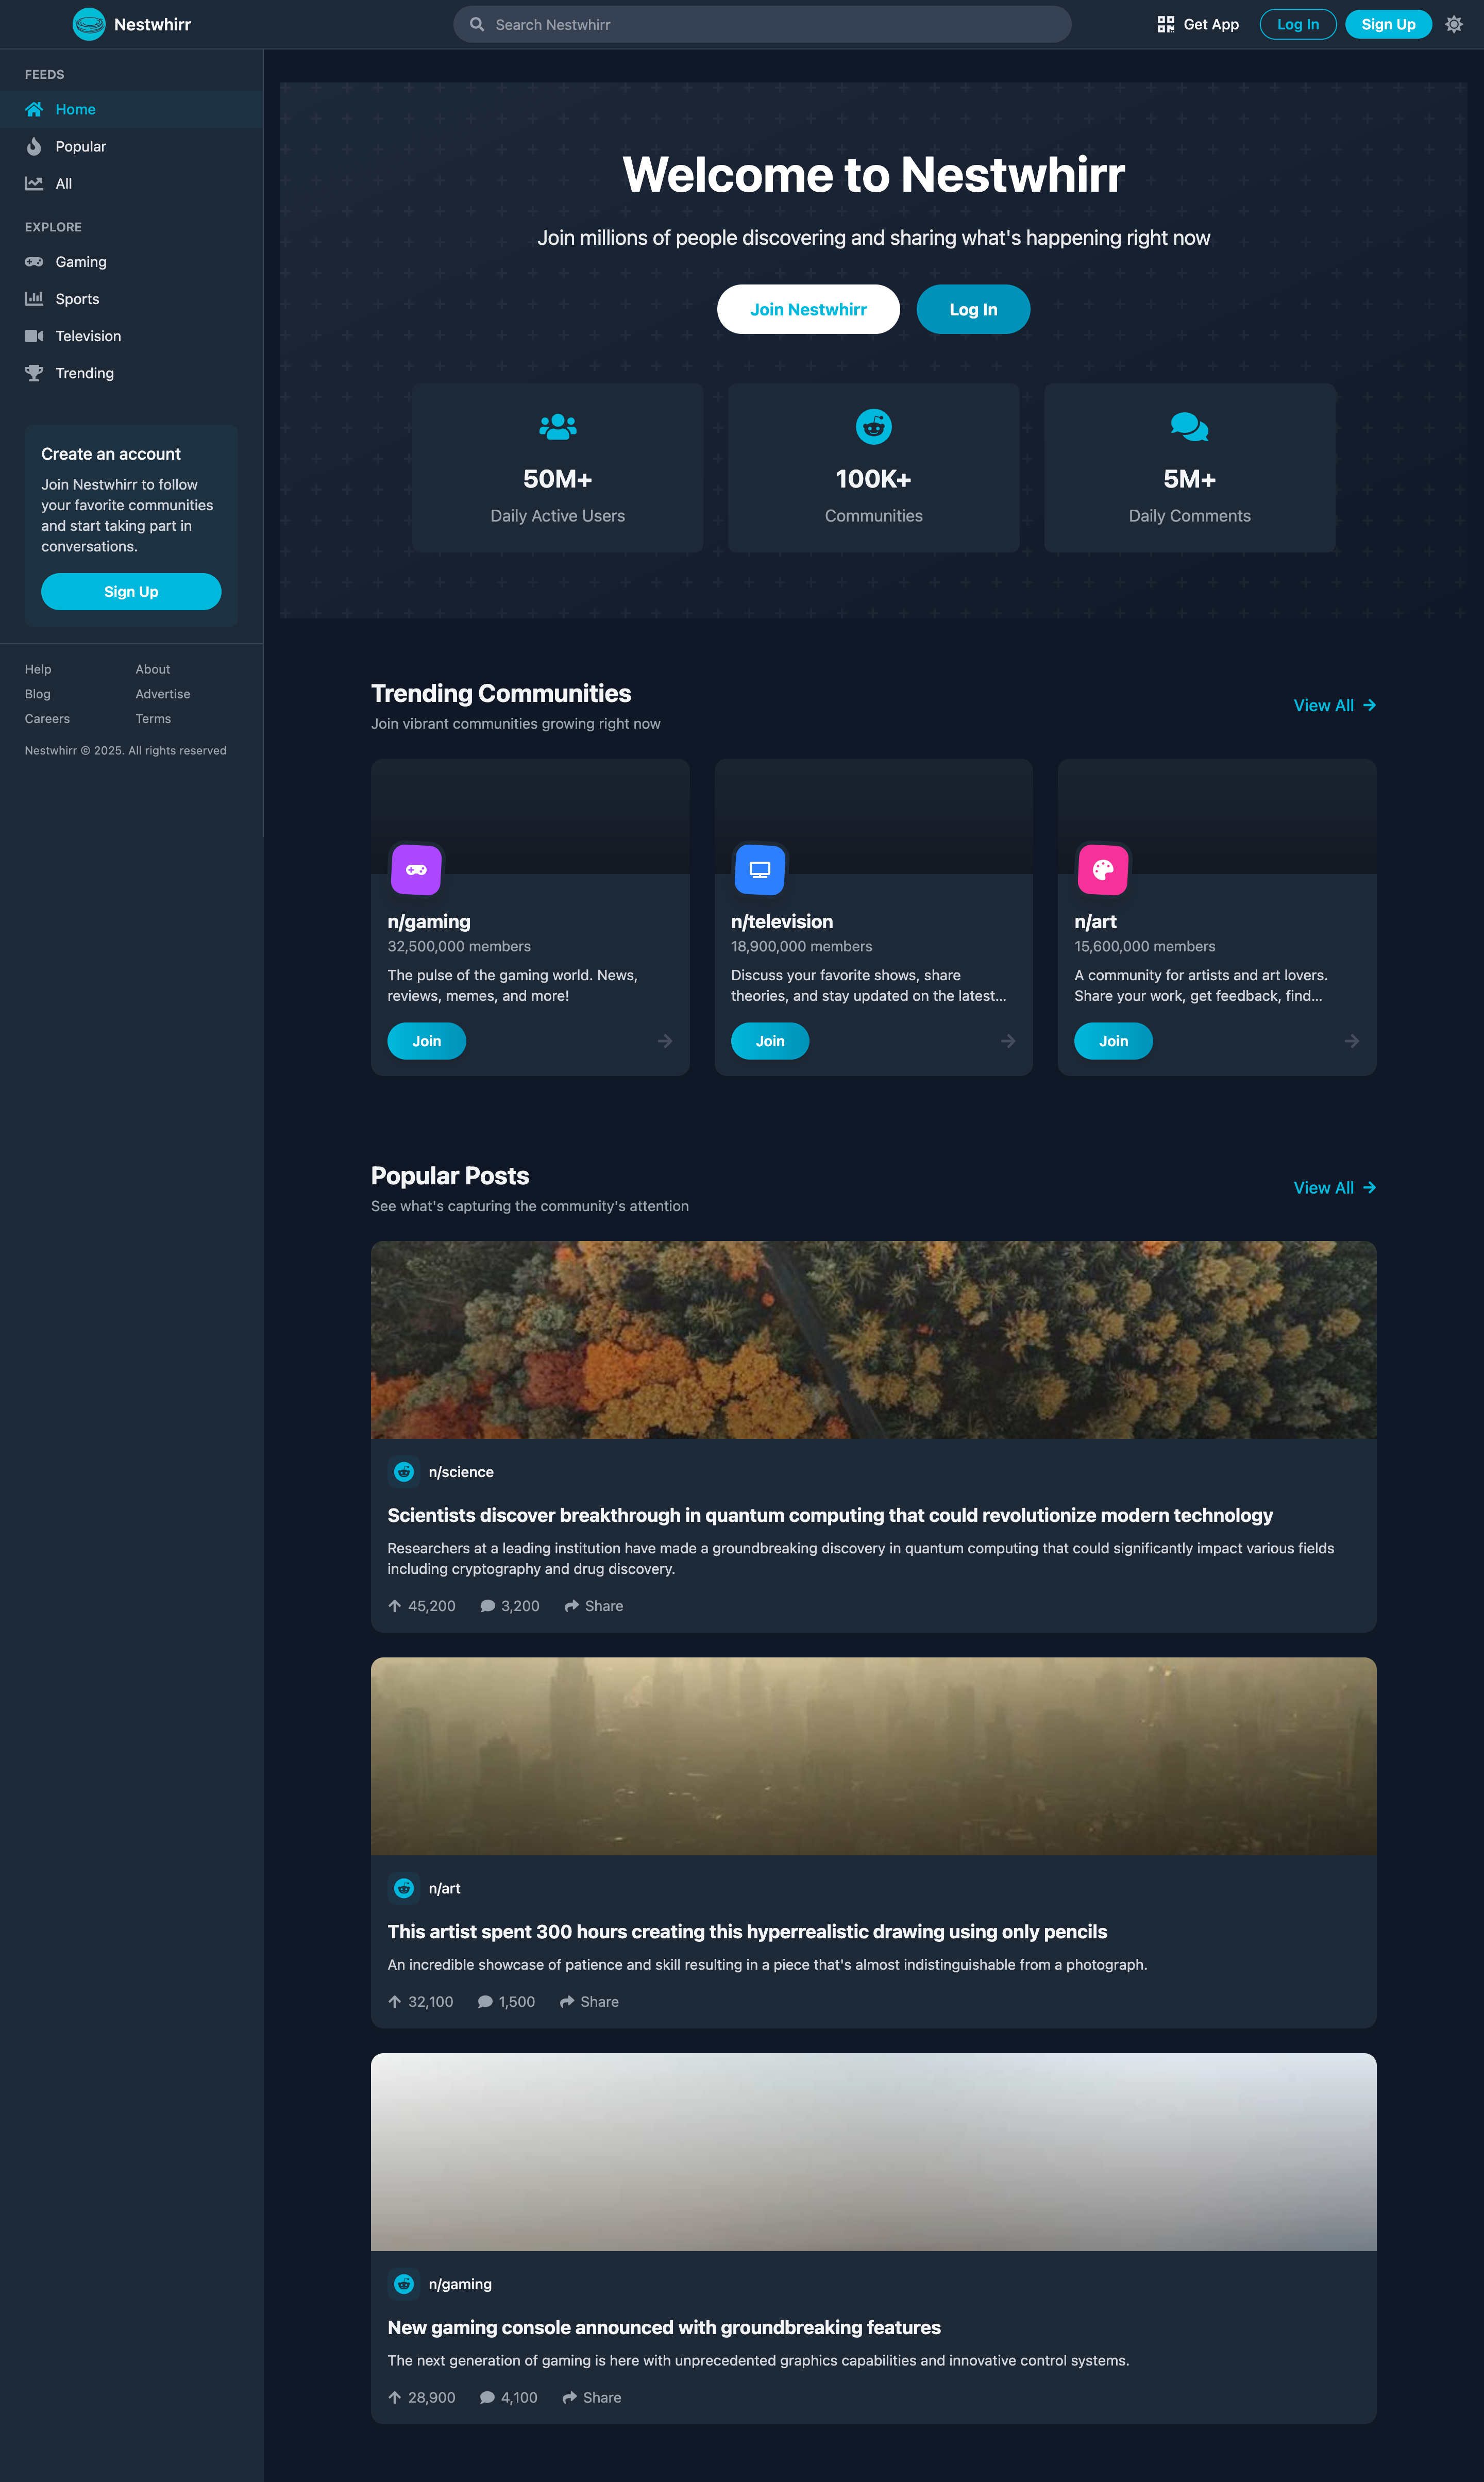 Nestwhirr
Search Nestwhirr
Get App
Log In
Sign Up
FEEDS
Home
Popular
All
EXPLORE
Gaming
Sports
Television
Trending
Create an account
Join Nestwhirr to follow
your favorite communities
and start taking part in
conversations.
Sign Up
Help
About
Blog
Advertise
Careers
Terms
Nestwhirr © 2025. All rights reserved
Welcome to Nestwhirr
Join millions of people discovering and sharing what's happening right now
Join Nestwhirr
Log In
50M+
Daily Active Users
100K+
Communities
5M+
Daily Comments
Trending Communities
Join vibrant communities growing right now
View All
n/gaming
32,500,000 members
The pulse of the gaming world. News,
reviews, memes, and more!
Join
n/television
18,900,000 members
Discuss your favorite shows, share
theories, and stay updated on the latest...
Join
n/art
15,600,000 members
A community for artists and art lovers.
Share your work, get feedback, find...
Join
Popular Posts
See what's capturing the community's attention
View All
n/science
Scientists discover breakthrough in quantum computing that could revolutionize modern technology
Researchers at a leading institution have made a groundbreaking discovery in quantum computing that could significantly impact various fields
including cryptography and drug discovery.
45,200 3,200 Share
n/art
This artist spent 300 hours creating this hyperrealistic drawing using only pencils
An incredible showcase of patience and skill resulting in a piece that's almost indistinguishable from a photograph.
32,100 1,500 Share
n/gaming
New gaming console announced with groundbreaking features
The next generation of gaming is here with unprecedented graphics capabilities and innovative control systems.
28,900 4,100 Share